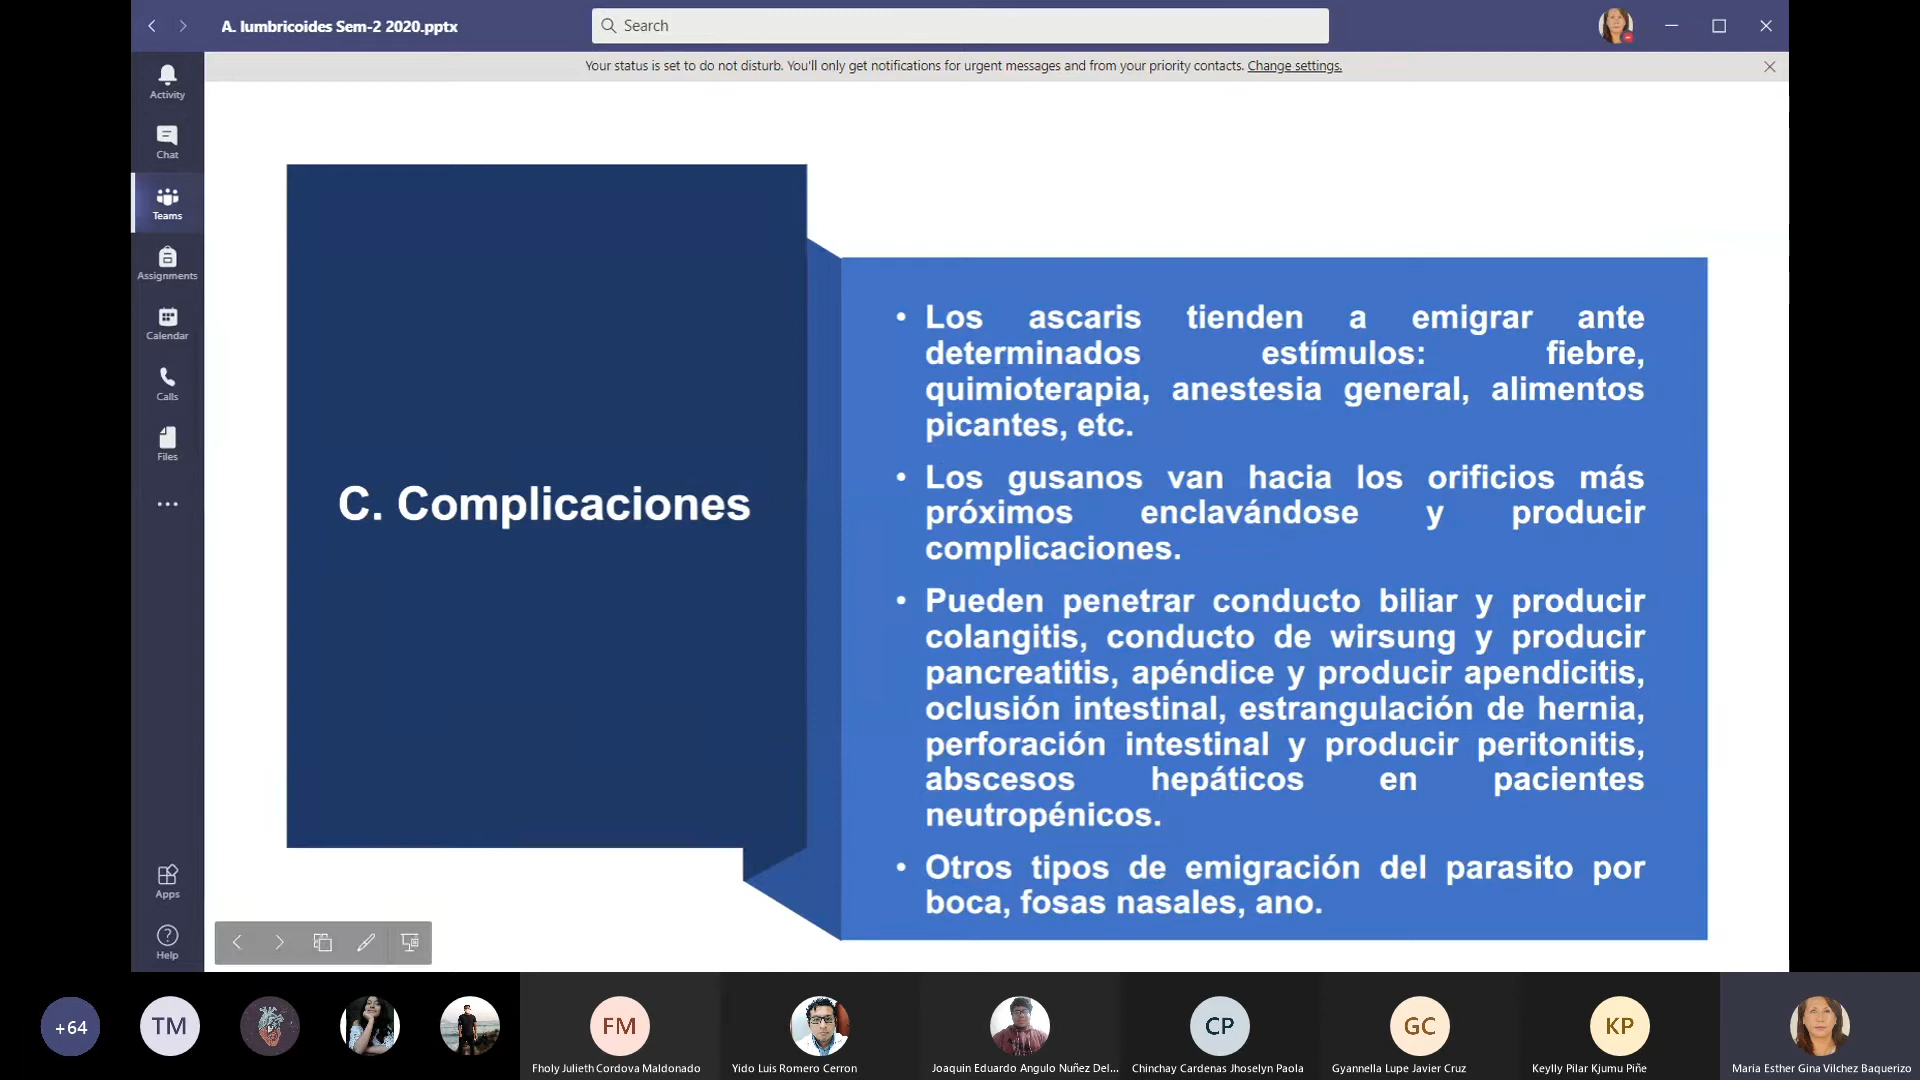 A. lumbricoides Sem-2 2020.pptx
Search
Your status is set to do not disturb. You'll only get notifications for urgent messages and from your priority contacts. Change settings.
Activity
Chat
Teams
Assignments
Calendar
Calls
Files
Apps
Help
C. Complicaciones
• Los ascaris tienden a emigrar ante
determinados estímulos: fiebre,
quimioterapia, anestesia general, alimentos
picantes, etc.
• Los gusanos van hacia los orificios más
próximos enclavándose y producir
complicaciones.
• Pueden penetrar conducto biliar y producir
colangitis, conducto de wirsung y producir
pancreatitis, apéndice y producir apendicitis,
oclusión intestinal, estrangulación de hernia,
perforación intestinal y producir peritonitis,
abscesos hepáticos en pacientes
neutropénicos.
• Otros tipos de emigración del parasito por
boca, fosas nasales, ano.
+64
TM
FM
CP
GC
KP
Fholy Julieth Cordova Maldonado
Yido Luis Romero Cerron
Joaquin Eduardo Angulo Nuñez Del...
Chinchay Cardenas Jhoselyn Paola
Gyannella Lupe Javier Cruz
Keylly Pilar Kjumu Piñe
Maria Esther Gina Vilchez Baquerizo